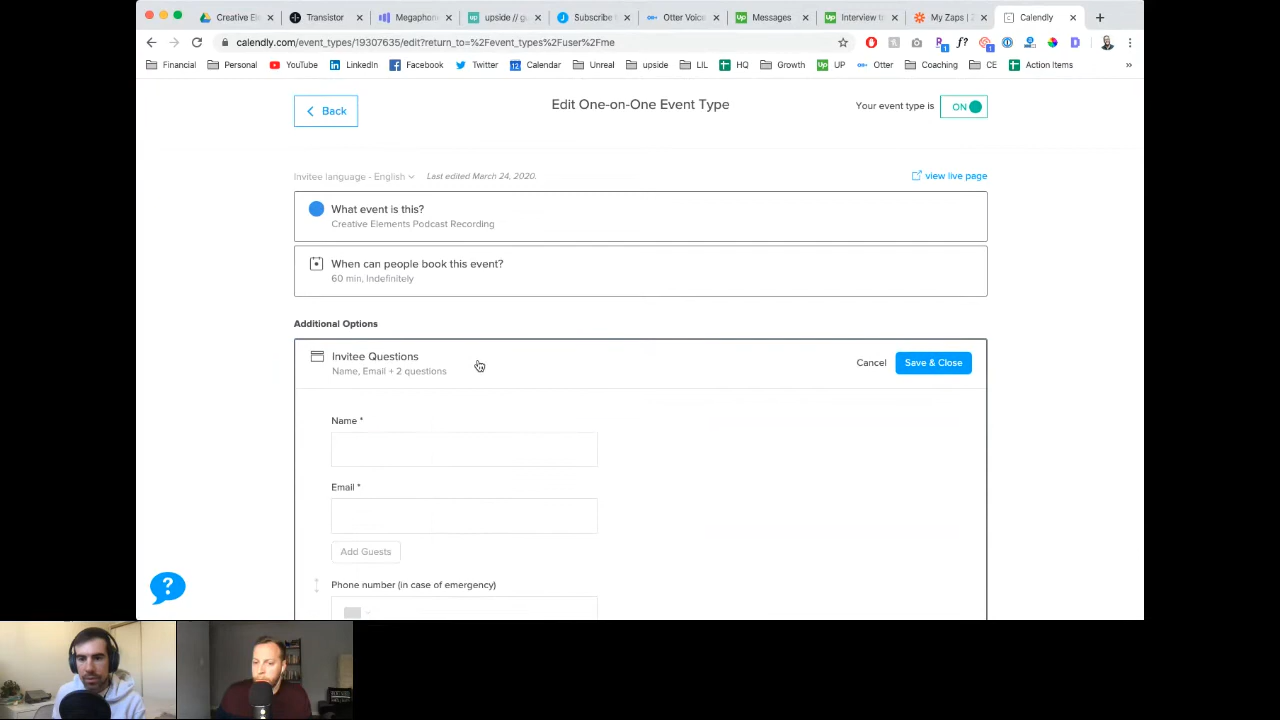 Creative El
Transistor
Megaphon
upside // g
Subscribe
Otter Voice
Messages
Interview t
My Zaps | Z
Calendly
calendly.com/event_types/19307635/edit?return_to=%2Fevent_types%2Fuser%2Fme
Financial
Personal
YouTube
LinkedIn
Facebook
Twitter
Calendar
Unreal
upside
LIL
HQ
Growth
UP
Otter
Coaching
CE
Action Items
»
Back
Edit One-on-One Event Type
Your event type is ON
Invitee language - English
Last edited March 24, 2020.
view live page
What event is this?
Creative Elements Podcast Recording
When can people book this event?
60 min, Indefinitely
Additional Options
Invitee Questions
Name, Email + 2 questions
Cancel
Save & Close
Name *
Email *
Add Guests
Phone number (in case of emergency)
?